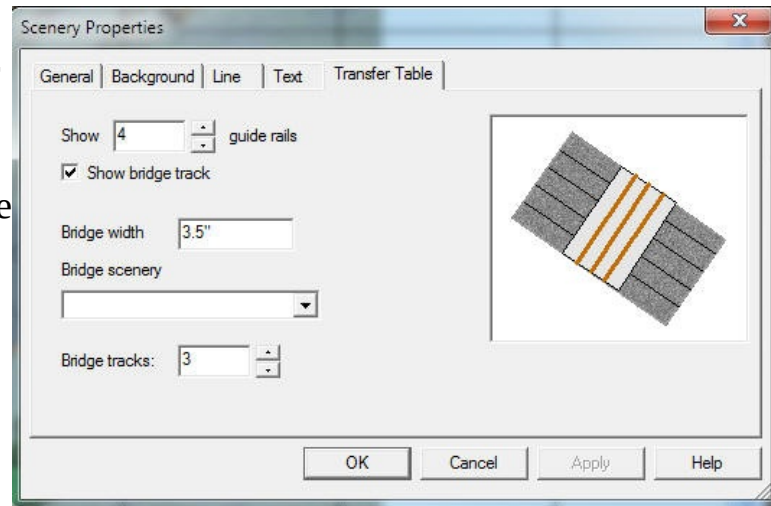 Scenery Properties
General Background Line Text Transfer Table
Show 4 guide rails
Show bridge track
e
Bridge width 3.5"
Bridge scenery
Bridge tracks: 3
OK Cancel Apply Help